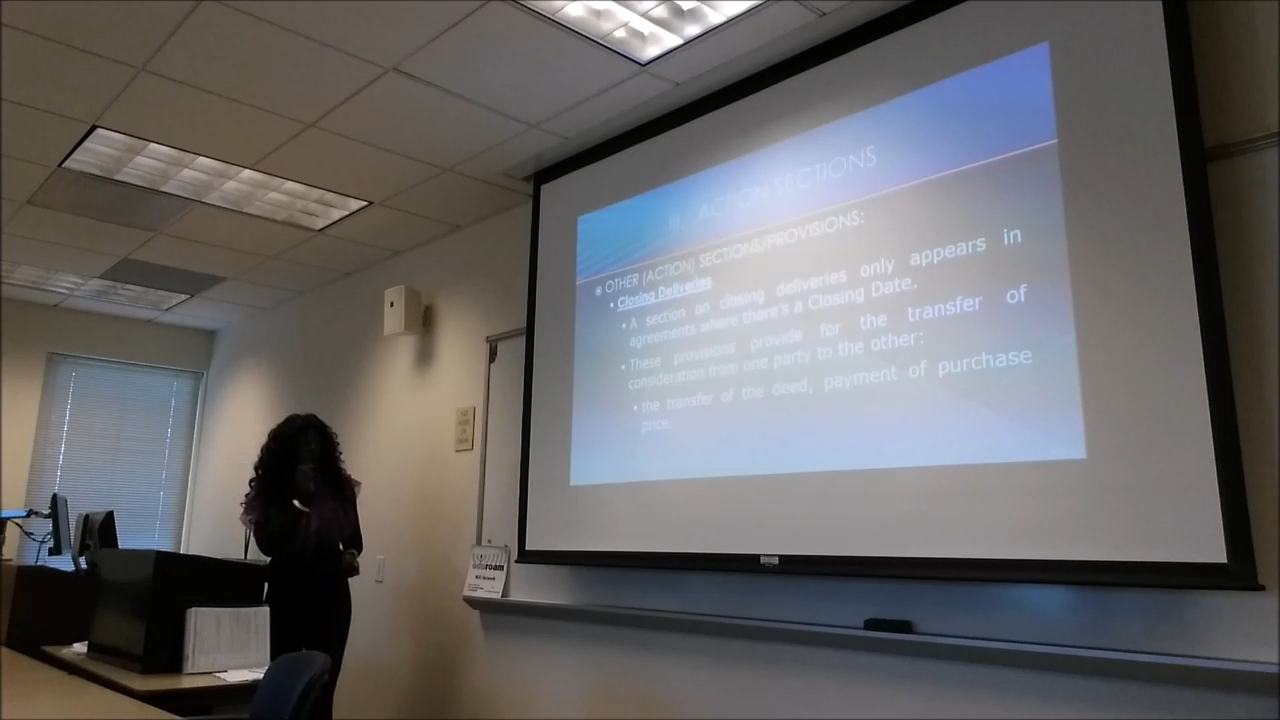 III. ACTION SECTIONS
OTHER (ACTION) SECTIONS/PROVISIONS:
• Closing Deliveries
• A section on closing deliveries only appears in
agreements where there's a Closing Date.
• These provisions provide for the transfer of
consideration from one party to the other:
• the transfer of the deed, payment of purchase
price.
eduroam